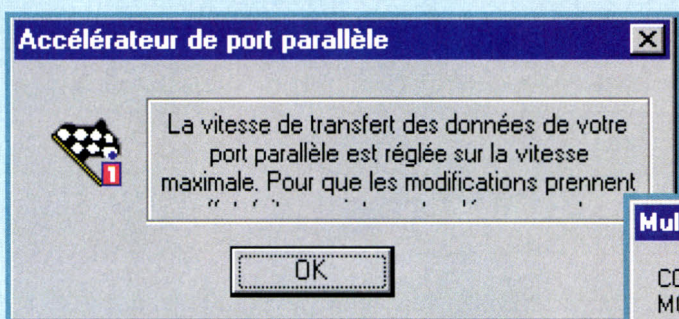 Accélérateur de port parallèle
1
La vitesse de transfert des données de votre
port parallèle est réglée sur la vitesse
maximale. Pour que les modifications prennent
OK
Mul
CO